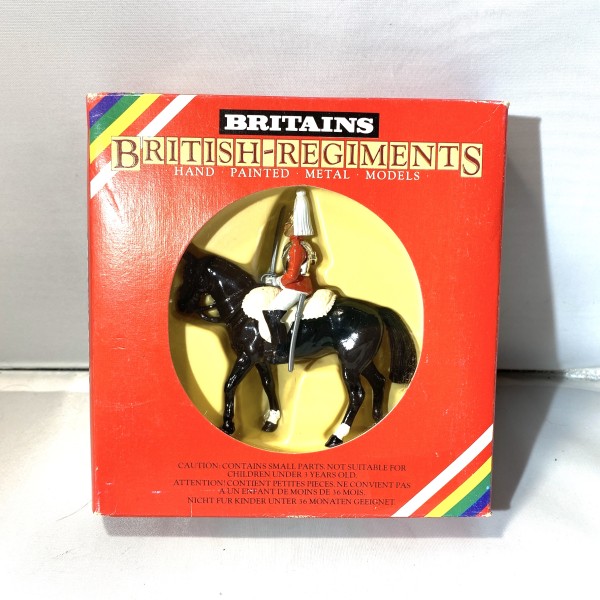 BRITAINS
BRITISH-REGIMENTS
HAND · PAINTED · METAL · MODELS
CAUTION: CONTAINS SMALL PARTS. NOT SUITABLE FOR
CHILDREN UNDER 3 YEARS OLD.
ATTENTION! CONTIENT PETITES PIECES. NE CONVIENT PAS
A UN ENFANT DE MOINS DE 36 MOIS.
NICHT FUR KINDER UNTER 36 MONATEN GEEIGNET